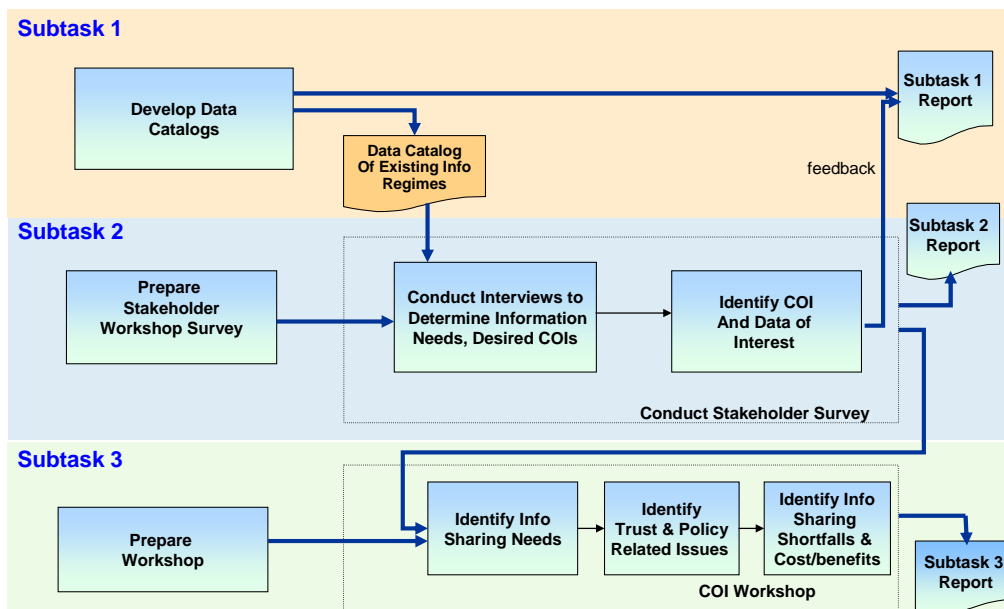 Subtask 1
Develop Data
Catalogs
Data Catalog
Of Existing Info
Regimes
Subtask 1
Report
feedback
Subtask 2
Prepare
Stakeholder
Workshop Survey
Conduct Interviews to
Determine Information
Needs, Desired COIs
Identify COI
And Data of
Interest
Subtask 2
Report
Conduct Stakeholder Survey
Subtask 3
Prepare
Workshop
Identify Info
Sharing Needs
Identify
Trust & Policy
Related Issues
Identify Info
Sharing
Shortfalls &
Cost/benefits
Subtask 3
Report
COI Workshop